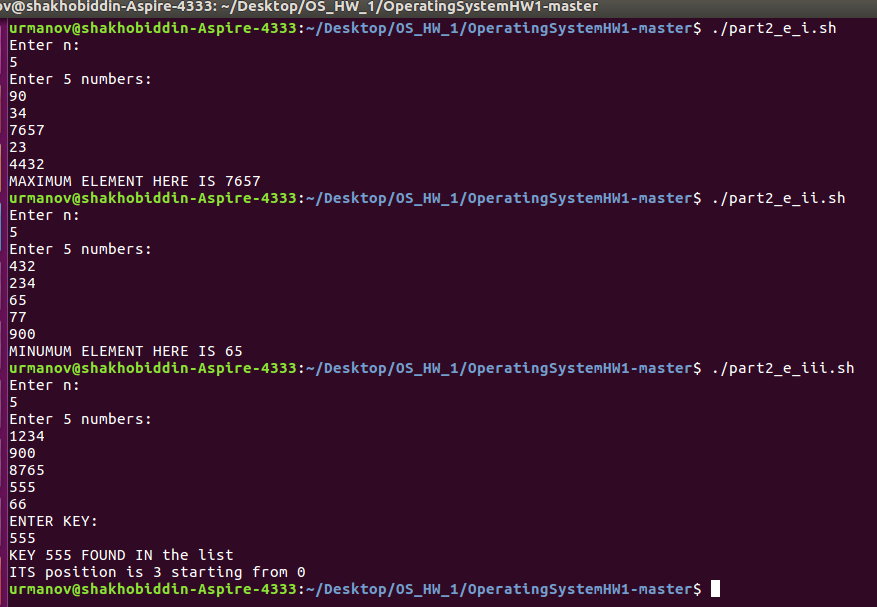 ov@shakhobiddin-Aspire-4333: ~/Desktop/OS_HW_1/OperatingSystemHW1-master
urmanov@shakhobiddin-Aspire-4333:~/Desktop/OS_HW_1/OperatingSystemHW1-master$ ./part2_e_i.sh
Enter n:
5
Enter 5 numbers:
90
34
7657
23
4432
MAXIMUM ELEMENT HERE IS 7657
urmanov@shakhobiddin-Aspire-4333:~/Desktop/OS_HW_1/OperatingSystemHW1-master$ ./part2_e_ii.sh
Enter n:
5
Enter 5 numbers:
432
234
65
77
900
MINUMUM ELEMENT HERE IS 65
urmanov@shakhobiddin-Aspire-4333:~/Desktop/OS_HW_1/OperatingSystemHW1-master$ ./part2_e_iii.sh
Enter n:
5
Enter 5 numbers:
1234
900
8765
555
66
ENTER KEY:
555
KEY 555 FOUND IN the list
ITS position is 3 starting from 0
urmanov@shakhobiddin-Aspire-4333:~/Desktop/OS_HW_1/OperatingSystemHW1-master$